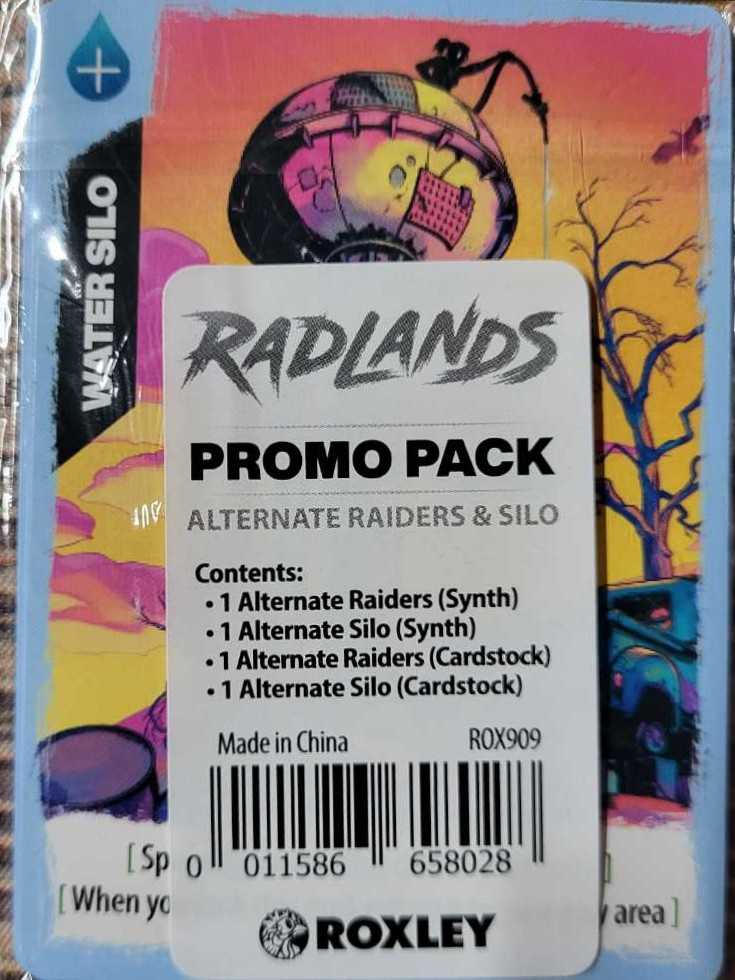 WATER SILO
RADLANDS
PROMO PACK
ALTERNATE RAIDERS & SILO
Contents:
• 1 Alternate Raiders (Synth)
• 1 Alternate Silo (Synth)
• 1 Alternate Raiders (Cardstock)
• 1 Alternate Silo (Cardstock)
Made in China ROX909
0 011586 658028
[ Sp ]
[ When yo y area ]
ROXLEY